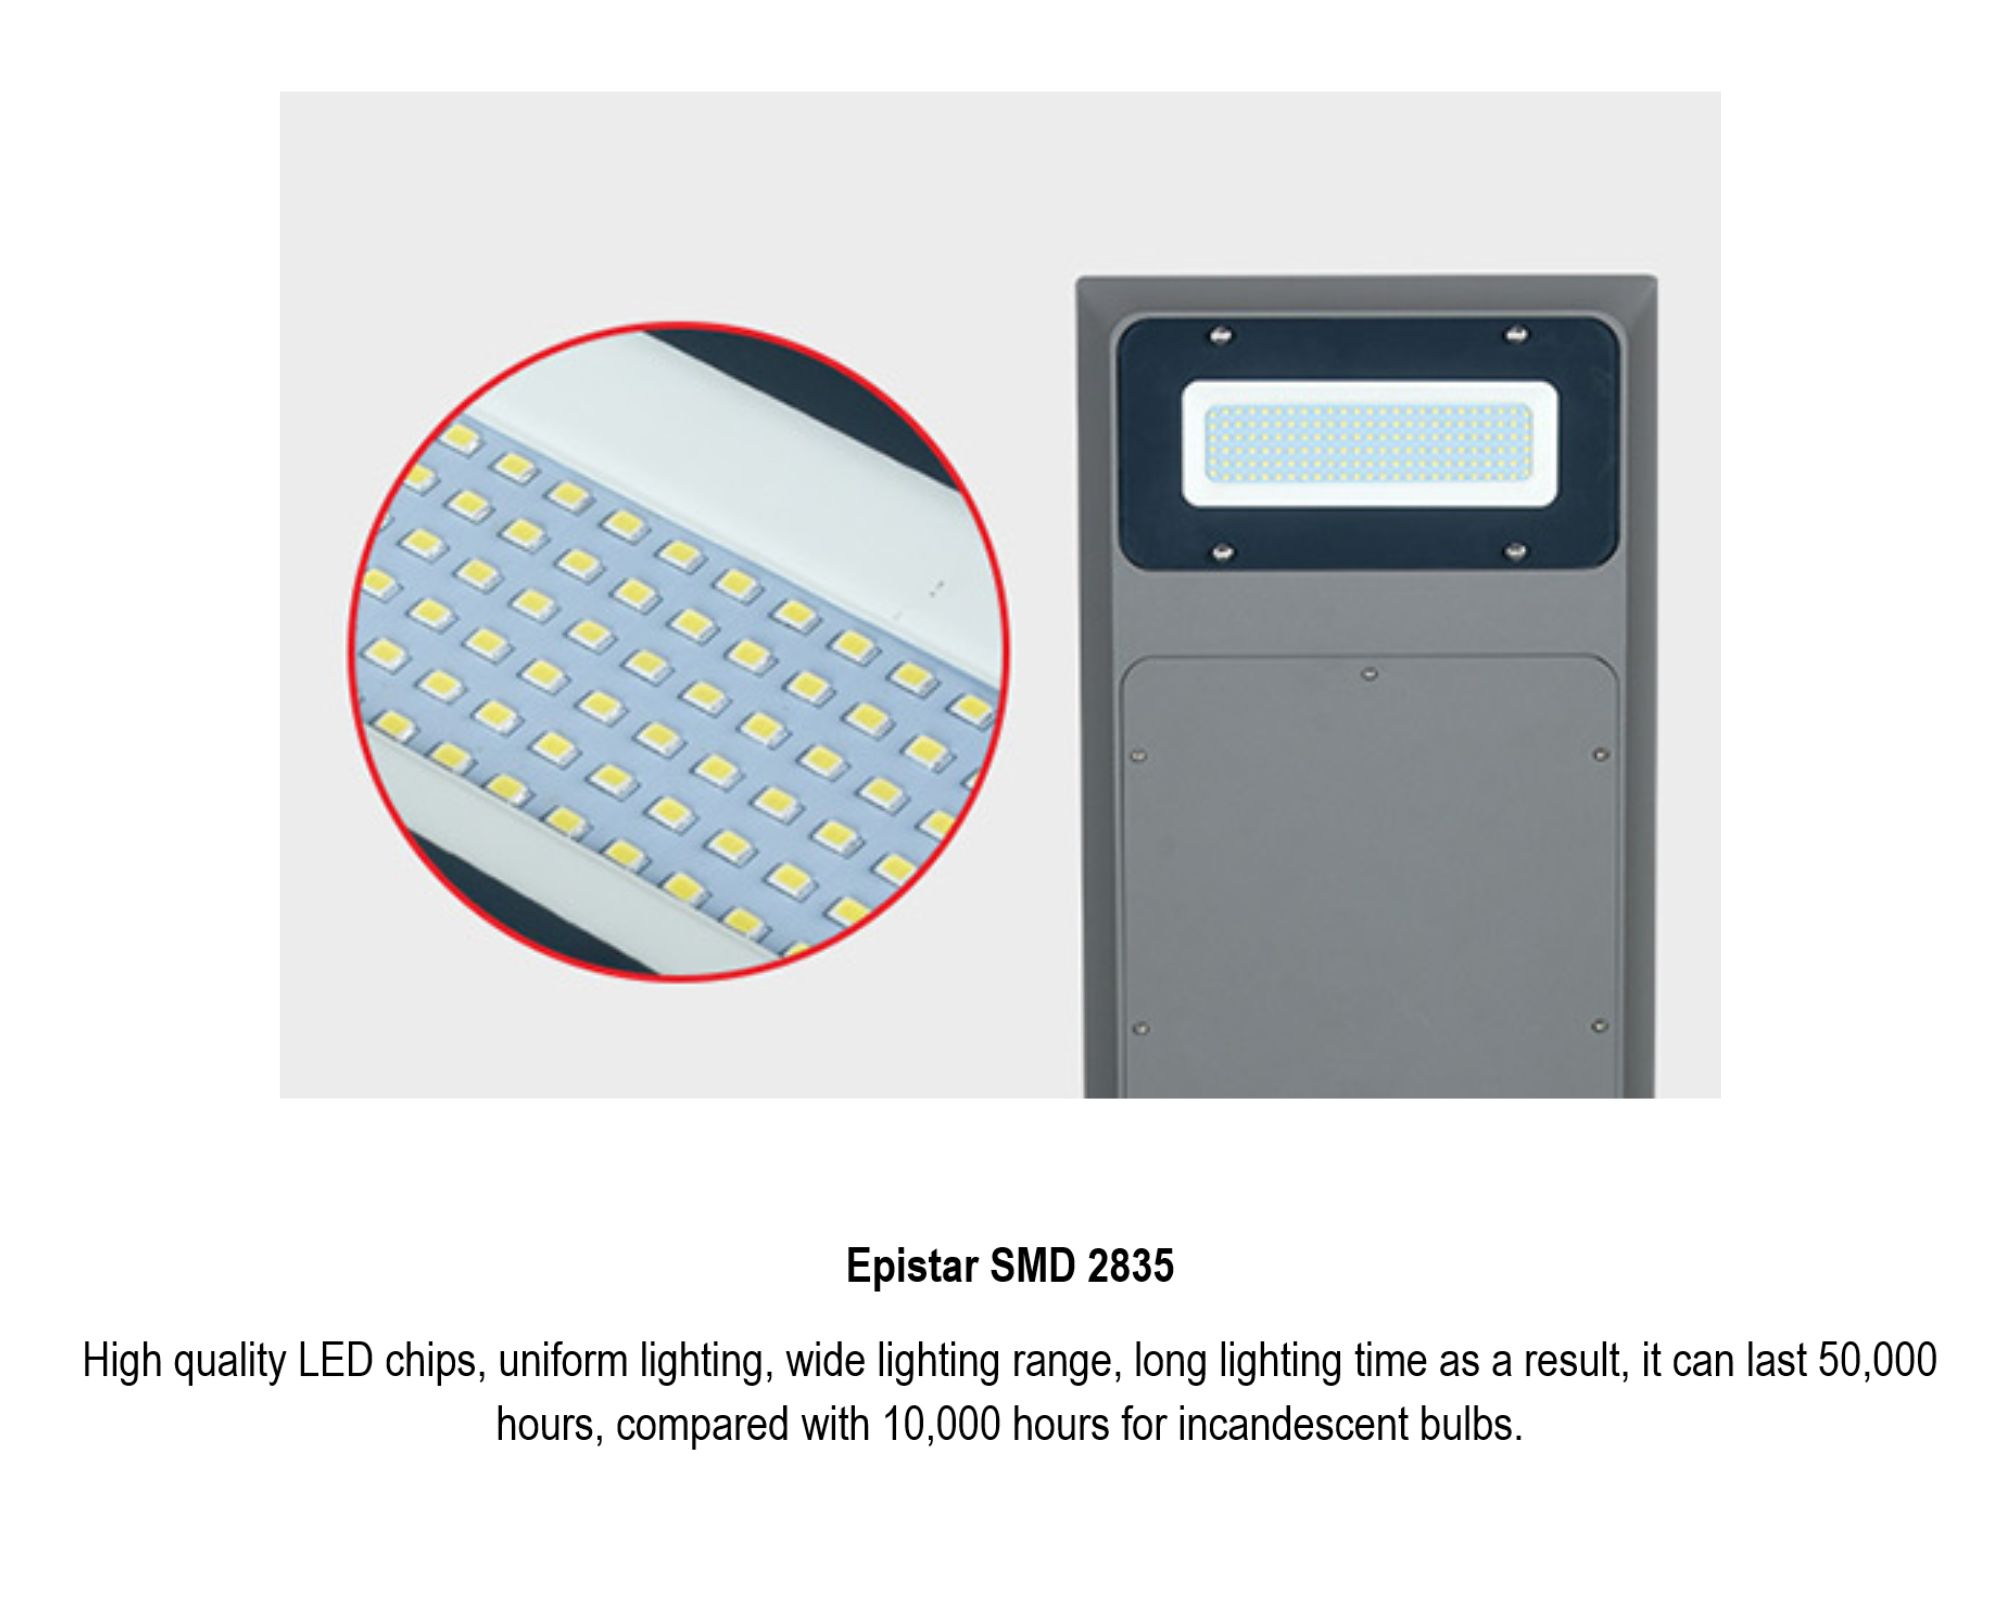 Epistar SMD 2835
High quality LED chips, uniform lighting, wide lighting range, long lighting time as a result, it can last 50,000
hours, compared with 10,000 hours for incandescent bulbs.